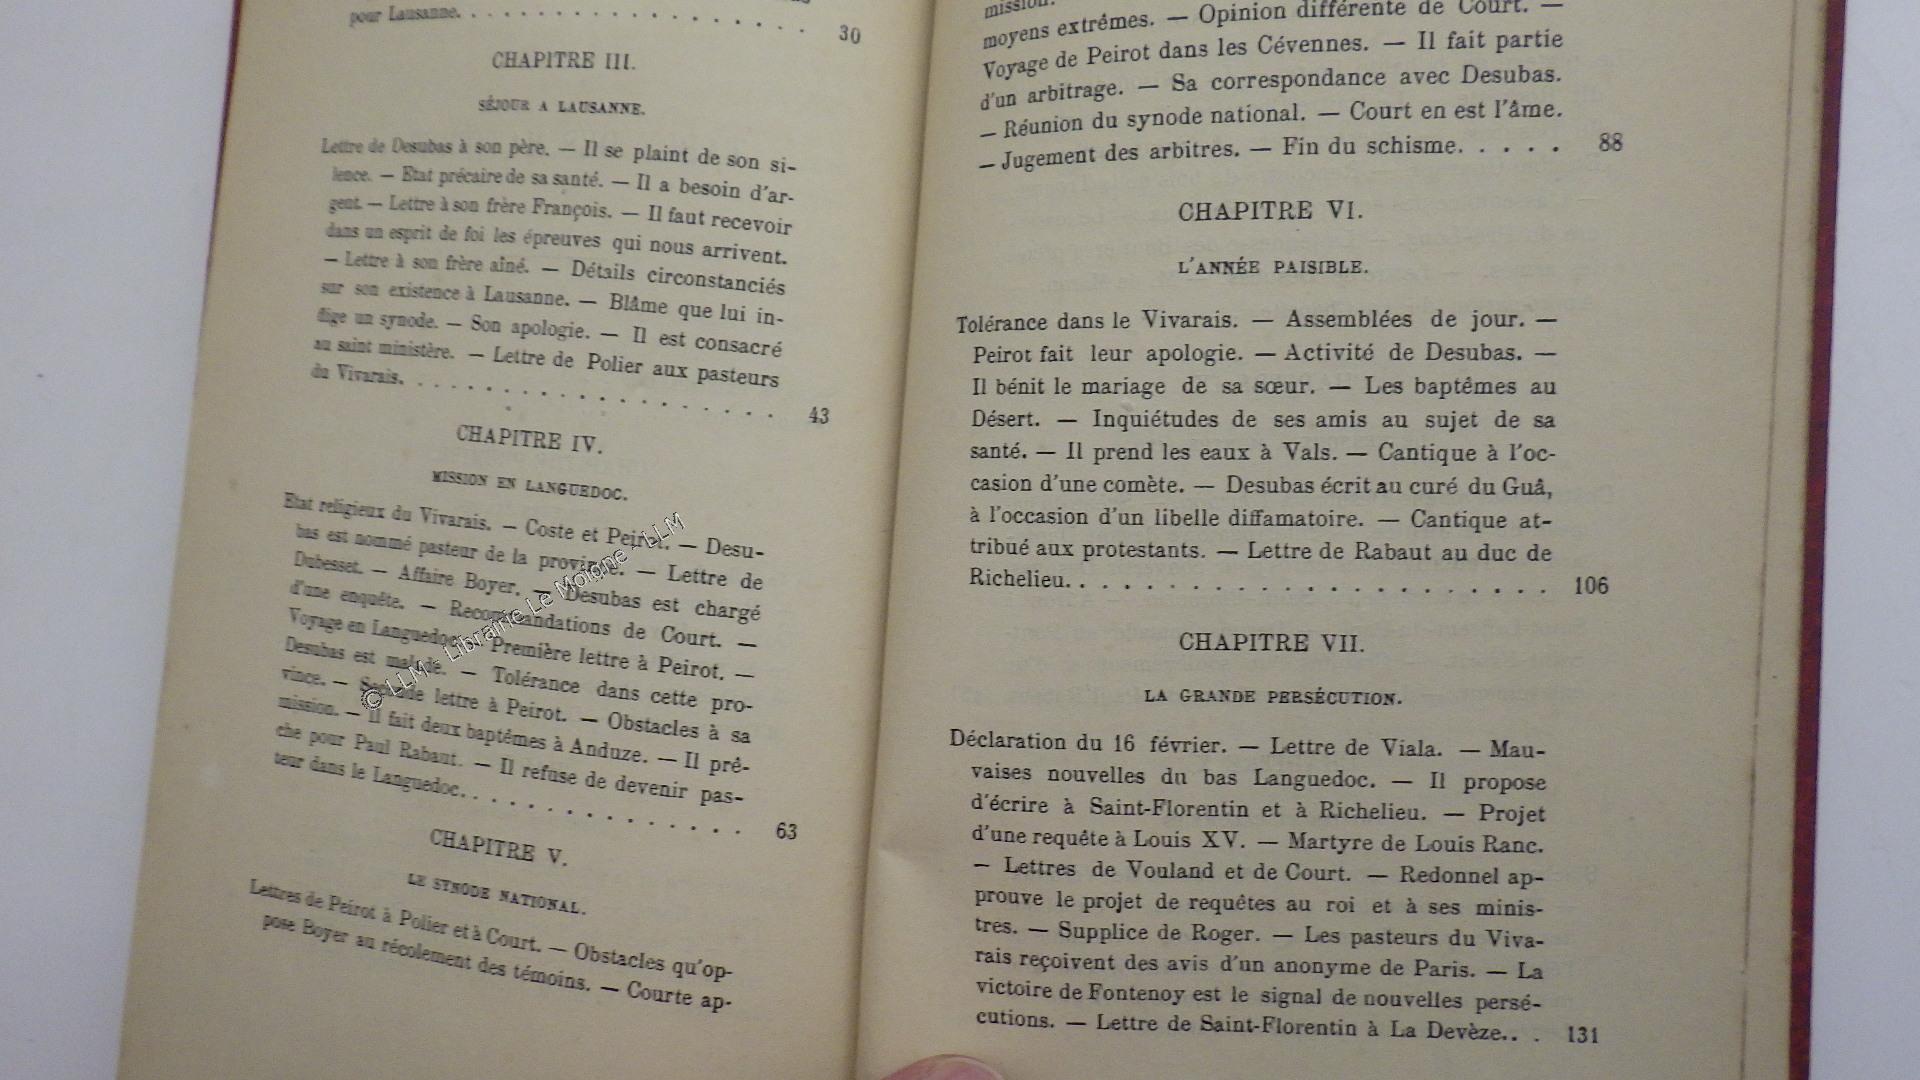 pour Lausanne. . . . . . . . . . . . . . . . . . 30
CHAPITRE III.
SÉJOUR A LAUSANNE.
Lettre de Desubas à son père. — Il se plaint de son si-
lence. — Etat précaire de sa santé. — Il a besoin d'ar-
gent. — Lettre à son frère François. — Il faut recevoir
dans un esprit de foi les épreuves qui nous arrivent.
— Lettre à son frère aîné. — Détails circonstanciés
sur son existence à Lausanne. — Blâme que lui in-
flige un synode. — Son apologie. — Il est consacré
au saint ministère. — Lettre de Polier aux pasteurs
du Vivarais. . . . . . . . . . . . . . . . . . . 43
CHAPITRE IV.
MISSION EN LANGUEDOC.
Etat religieux du Vivarais. — Coste et Peirot. — Desu-
bas est nommé pasteur de la province. — Lettre de
Dubesset. — Affaire Boyer. — Desubas est chargé
d'une enquête. — Recommandations de Court. —
Voyage en Languedoc. — Première lettre à Peirot. —
Desubas est malade. — Tolérance dans cette pro-
vince. — Seconde lettre à Peirot. — Obstacles à sa
mission. — Il fait deux baptêmes à Anduze. — Il prê-
che pour Paul Rabaut. — Il refuse de devenir pas-
teur dans le Languedoc. . . . . . . . . . . . . . . 63
CHAPITRE V.
LE SYNODE NATIONAL.
Lettres de Peirot à Polier et à Court. — Obstacles qu'op-
pose Boyer au récolement des témoins. — Courte ap-
© LLM - Librairie Le Moigne - LLM
mission.
moyens extrêmes. — Opinion différente de Court. —
Voyage de Peirot dans les Cévennes. — Il fait partie
d'un arbitrage. — Sa correspondance avec Desubas.
— Réunion du synode national. — Court en est l'âme.
— Jugement des arbitres. — Fin du schisme. . . . . 88
CHAPITRE VI.
L'ANNÉE PAISIBLE.
Tolérance dans le Vivarais. — Assemblées de jour. —
Peirot fait leur apologie. — Activité de Desubas. —
Il bénit le mariage de sa sœur. — Les baptêmes au
Désert. — Inquiétudes de ses amis au sujet de sa
santé. — Il prend les eaux à Vals. — Cantique à l'oc-
casion d'une comète. — Desubas écrit au curé du Guâ,
à l'occasion d'un libelle diffamatoire. — Cantique at-
tribué aux protestants. — Lettre de Rabaut au duc de
Richelieu. . . . . . . . . . . . . . . . . . . . . 106
CHAPITRE VII.
LA GRANDE PERSÉCUTION.
Déclaration du 16 février. — Lettre de Viala. — Mau-
vaises nouvelles du bas Languedoc. — Il propose
d'écrire à Saint-Florentin et à Richelieu. — Projet
d'une requête à Louis XV. — Martyre de Louis Ranc.
— Lettres de Vouland et de Court. — Redonnel ap-
prouve le projet de requêtes au roi et à ses minis-
tres. — Supplice de Roger. — Les pasteurs du Viva-
rais reçoivent des avis d'un anonyme de Paris. — La
victoire de Fontenoy est le signal de nouvelles persé-
cutions. — Lettre de Saint-Florentin à La Devèze.. . 131